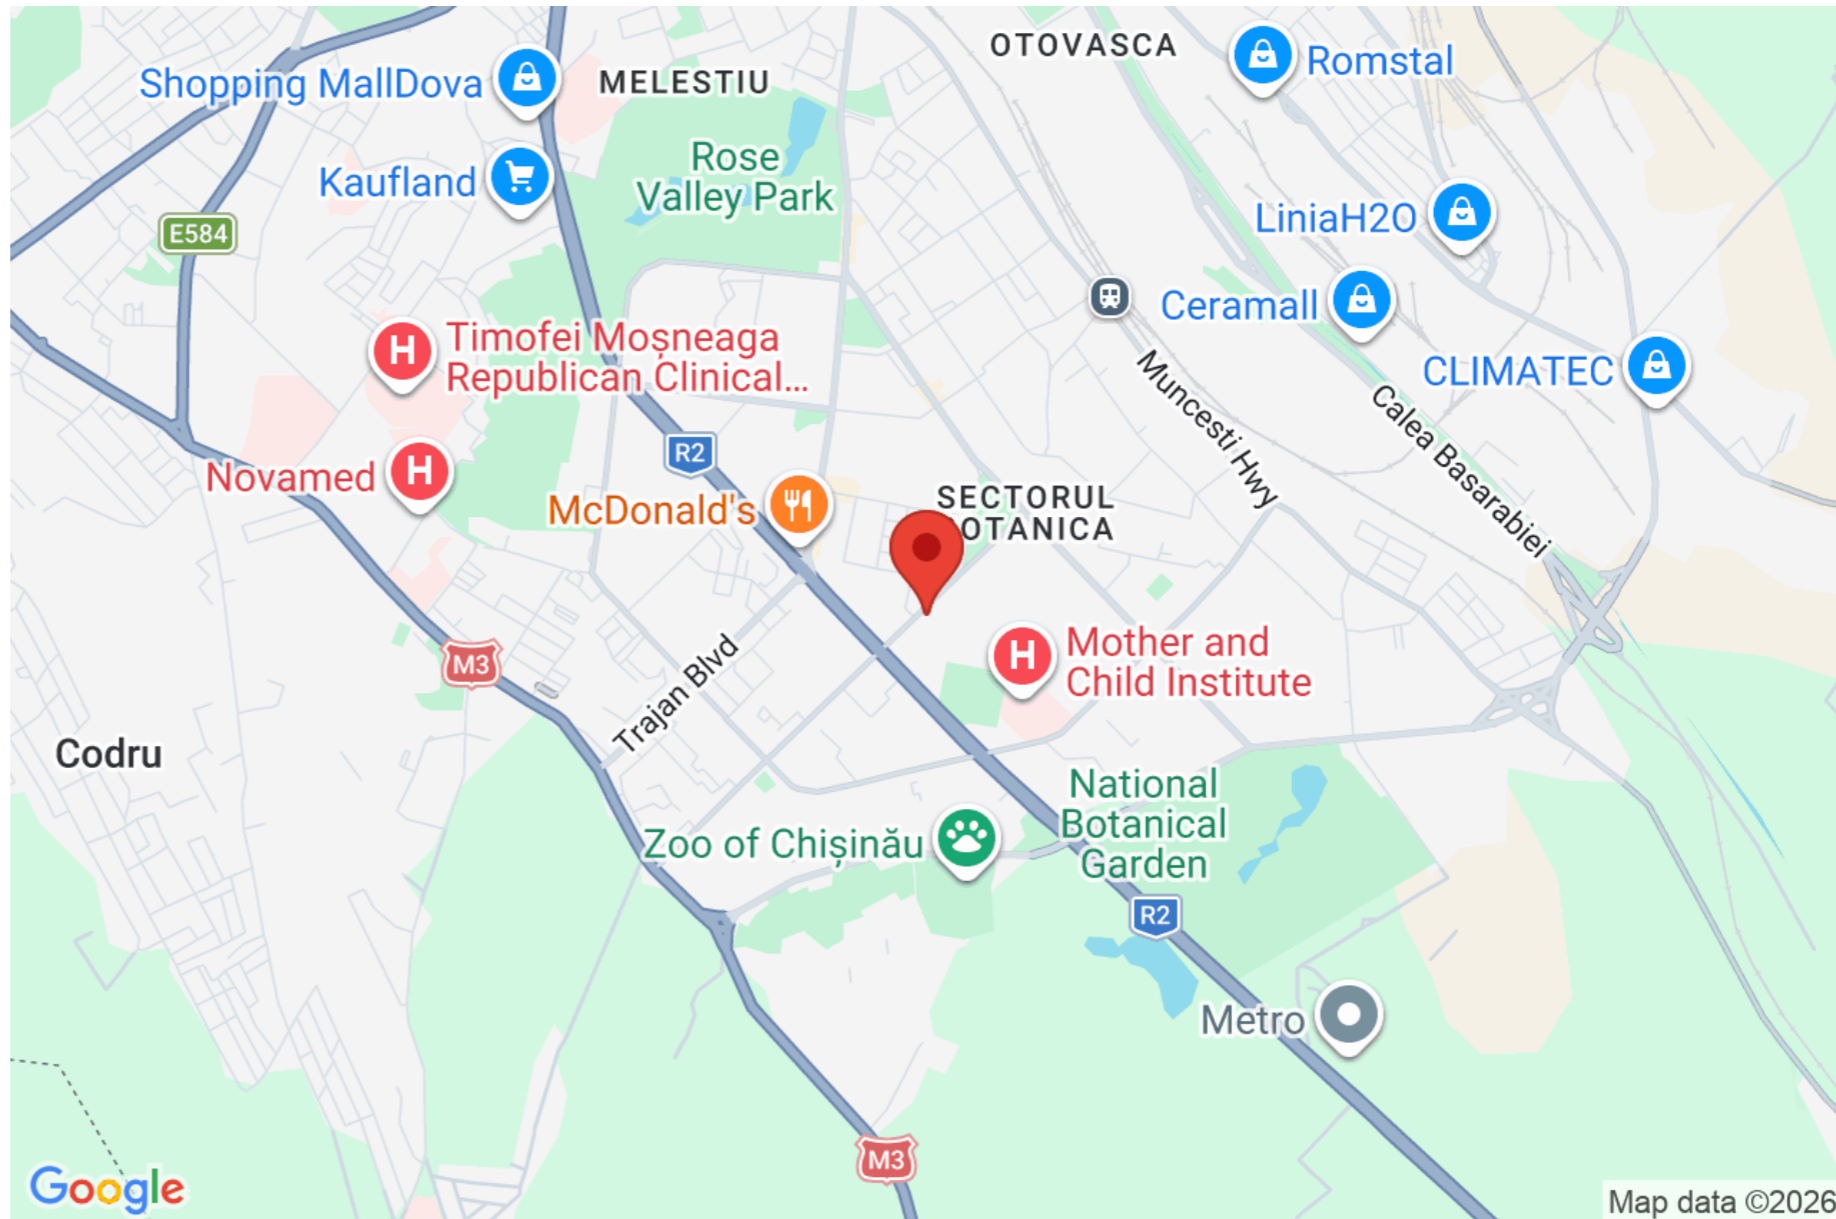 OTOVASCA
Romstal
Shopping MallDova
MELESTIU
Rose
Valley Park
Kaufland
E584
LiniaH2O
Ceramall
Timofei Moșneaga
Republican Clinical...
CLIMATEC
Muncesti Hwy
Calea Basarabiei
R2
Novamed
McDonald's
SECTORUL
OTANICA
Mother and
Child Institute
M3
Trajan Blvd
Codru
National
Botanical
Garden
Zoo of Chișinău
R2
Metro
M3
Google
Map data ©2026